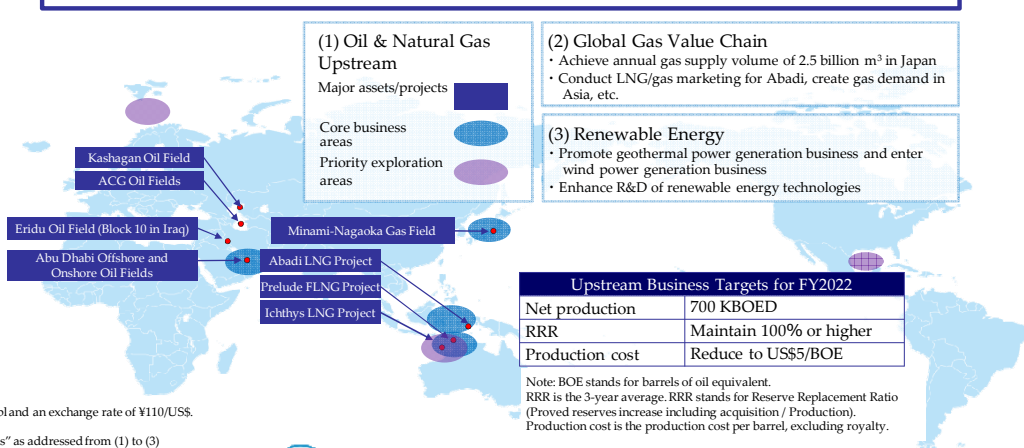 (1) Oil & Natural Gas
Upstream
Major assets/projects
Core business
areas
Priority exploration
areas
(2) Global Gas Value Chain
・Achieve annual gas supply volume of 2.5 billion m³ in Japan
・Conduct LNG/gas marketing for Abadi, create gas demand in
Asia, etc.
(3) Renewable Energy
・Promote geothermal power generation business and enter
wind power generation business
・Enhance R&D of renewable energy technologies
Kashagan Oil Field
ACG Oil Fields
Eridu Oil Field (Block 10 in Iraq)
Abu Dhabi Offshore and
Onshore Oil Fields
Minami-Nagaoka Gas Field
Abadi LNG Project
Prelude FLNG Project
Ichthys LNG Project
Upstream Business Targets for FY2022
Net production 700 KBOED
RRR Maintain 100% or higher
Production cost Reduce to US$5/BOE
Note: BOE stands for barrels of oil equivalent.
RRR is the 3-year average. RRR stands for Reserve Replacement Ratio
(Proved reserves increase including acquisition / Production).
Production cost is the production cost per barrel, excluding royalty.
and an exchange rate of ¥110/US$.
as addressed from (1) to (3)